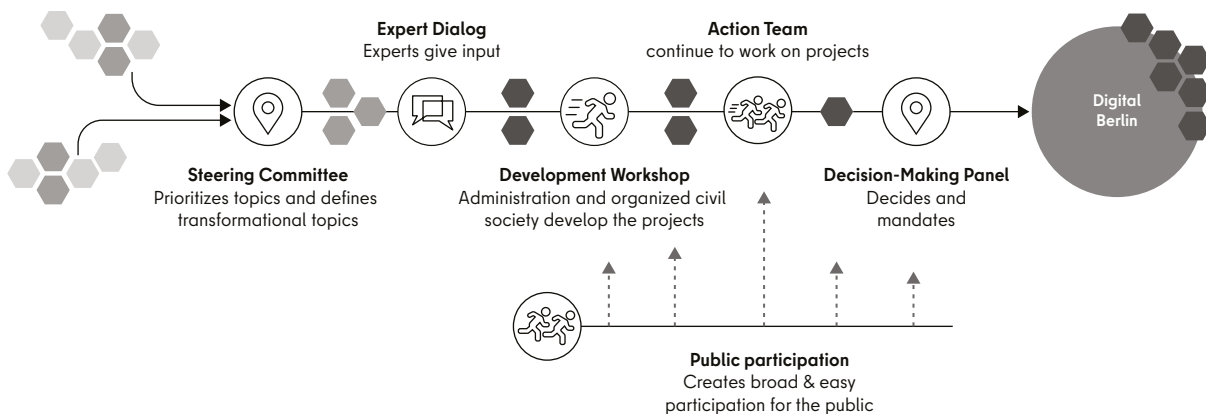 Expert Dialog
Experts give input
Action Team
continue to work on projects
Digital
Berlin
Steering Committee
Prioritizes topics and defines
transformational topics
Development Workshop
Administration and organized civil
society develop the projects
Decision-Making Panel
Decides and
mandates
Public participation
Creates broad & easy
participation for the public